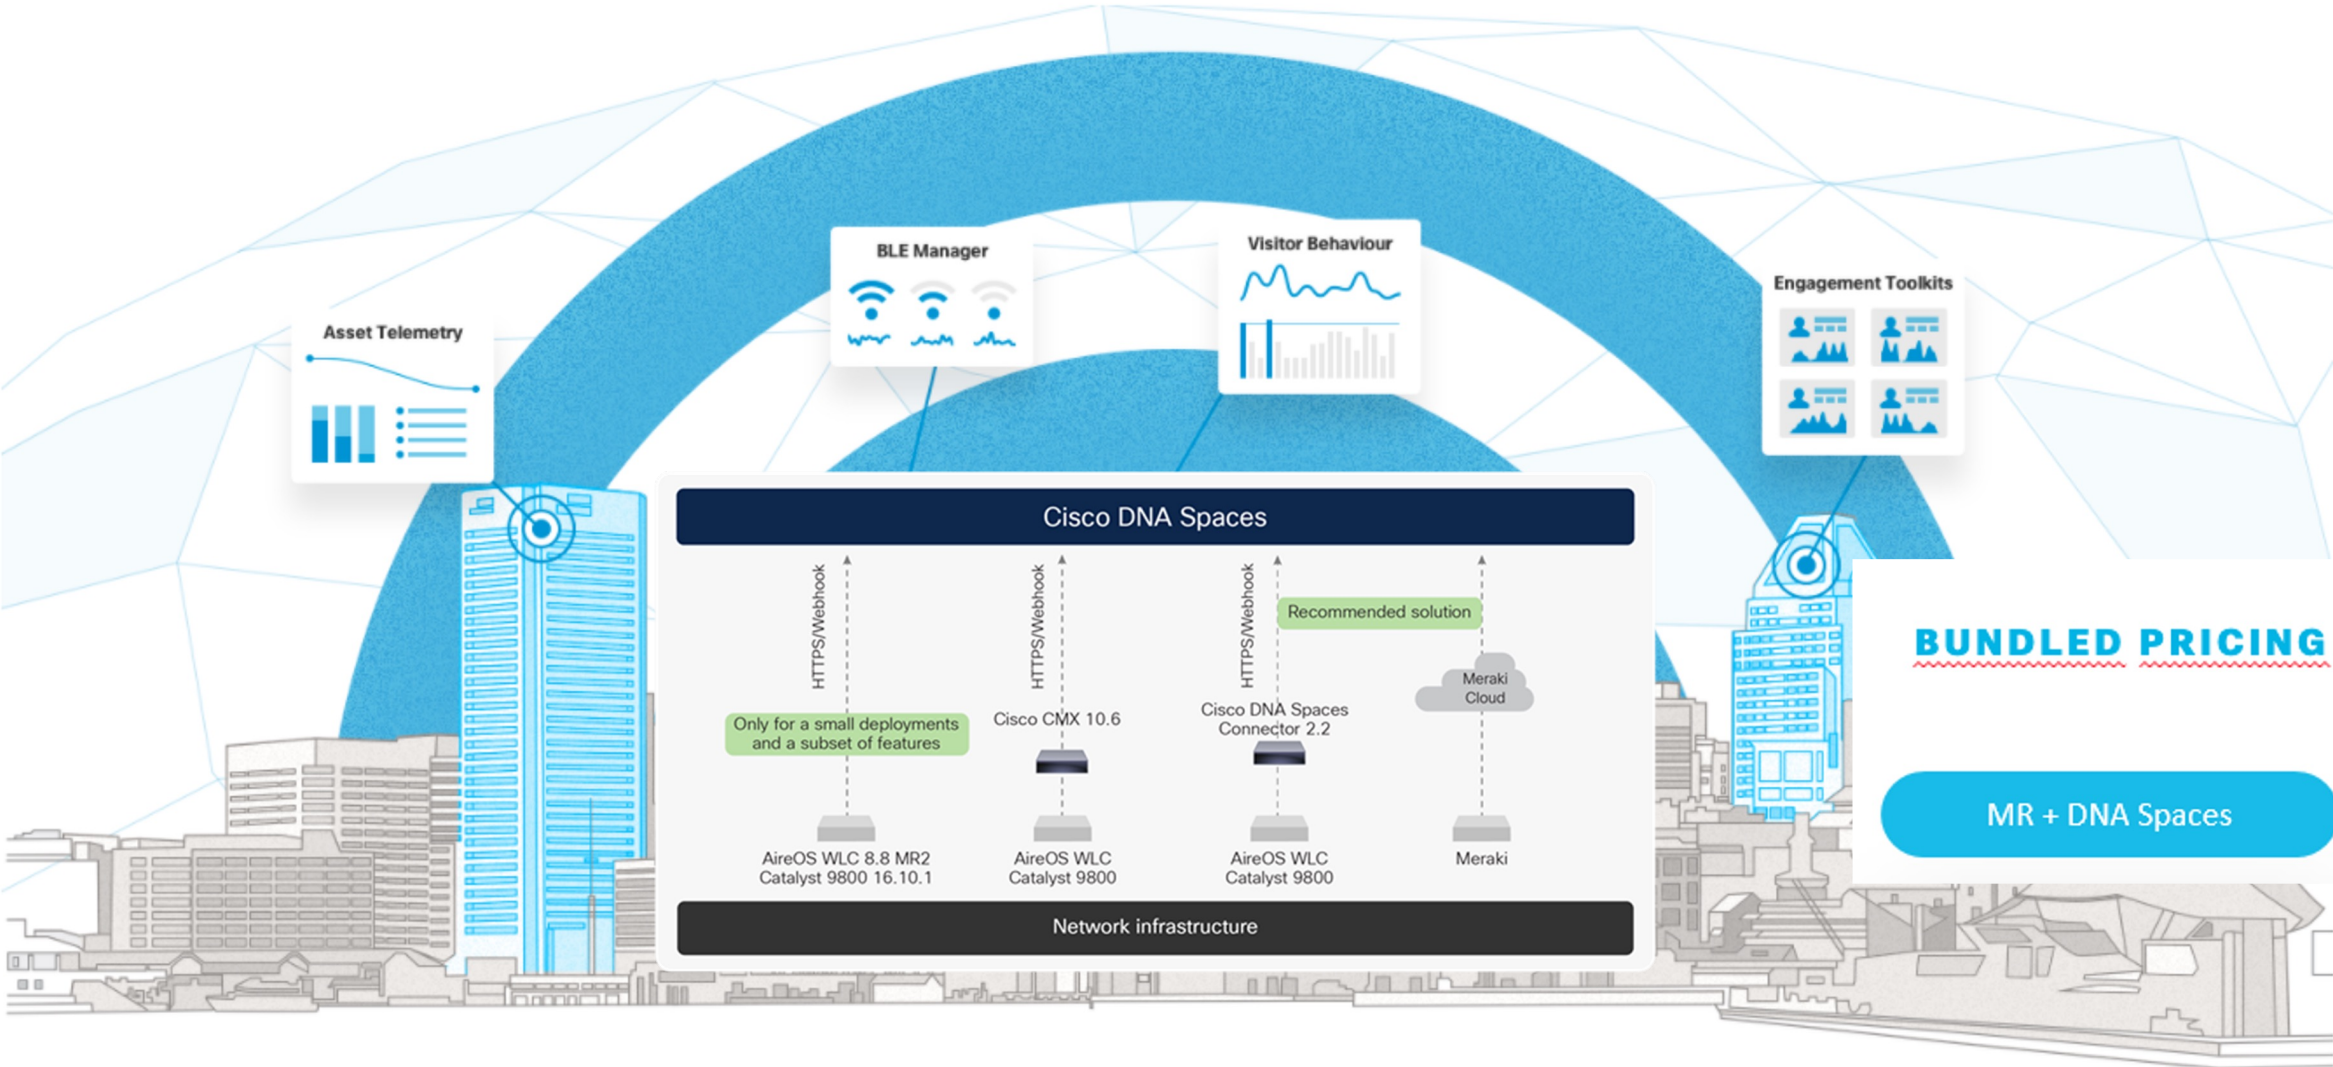 BLE Manager
Visitor Behaviour
Engagement Toolkits
Asset Telemetry
Cisco DNA Spaces
HTTPS/Webhook
HTTPS/Webhook
HTTPS/Webhook
Recommended solution
Only for a small deployments
and a subset of features
Cisco CMX 10.6
Cisco DNA Spaces
Connector 2.2
Meraki
Cloud
AireOS WLC 8.8 MR2
Catalyst 9800 16.10.1
AireOS WLC
Catalyst 9800
AireOS WLC
Catalyst 9800
Meraki
Network infrastructure
BUNDLED PRICING
MR + DNA Spaces